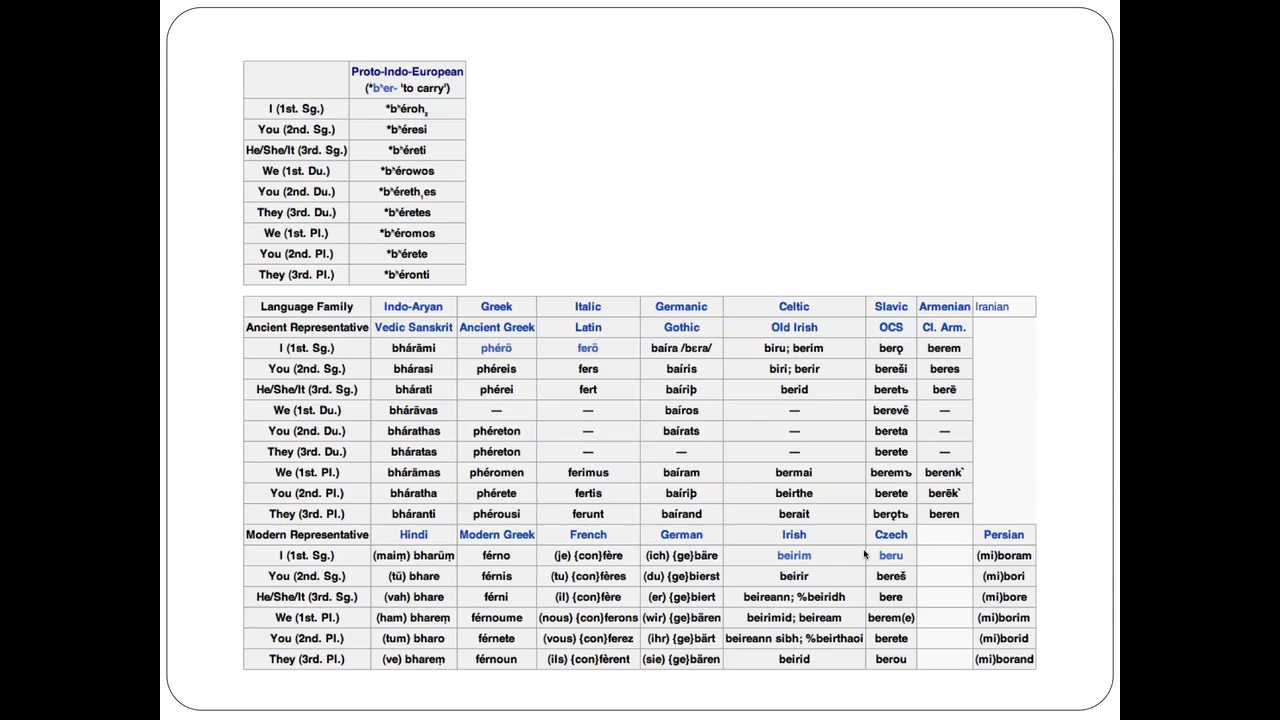 Proto-Indo-European
(*bʰer- 'to carry')
I (1st. Sg.) *bʰéroh₂
You (2nd. Sg.) *bʰéresi
He/She/It (3rd. Sg.) *bʰéreti
We (1st. Du.) *bʰérowos
You (2nd. Du.) *bʰéreth₁es
They (3rd. Du.) *bʰéretes
We (1st. Pl.) *bʰéromos
You (2nd. Pl.) *bʰérete
They (3rd. Pl.) *bʰéronti
Language Family Indo-Aryan Greek Italic Germanic Celtic Slavic Armenian Iranian
Ancient Representative Vedic Sanskrit Ancient Greek Latin Gothic Old Irish OCS Cl. Arm.
I (1st. Sg.) bhárāmi phérō ferō baíra /bɛra/ biru; berim berǫ berem
You (2nd. Sg.) bhárasi phéreis fers baíris biri; berir bereši beres
He/She/It (3rd. Sg.) bhárati phérei fert baíriþ berid beretъ berē
We (1st. Du.) bhárāvas — — baíros — berevě —
You (2nd. Du.) bhárathas phéreton — baírats — bereta —
They (3rd. Du.) bháratas phéreton — — — berete —
We (1st. Pl.) bhárāmas phéromen ferimus baíram bermai beremъ berenk`
You (2nd. Pl.) bháratha phérete fertis baíriþ beirthe berete berēk`
They (3rd. Pl.) bháranti phérousi ferunt baírand berait berǫtъ beren
Modern Representative Hindi Modern Greek French German Irish Czech Persian
I (1st. Sg.) (maiṃ) bharūṃ férno (je) {con}fère (ich) {ge}bäre beirim beru (mi)boram
You (2nd. Sg.) (tū) bhare férnis (tu) {con}fères (du) {ge}bierst beirir bereš (mi)bori
He/She/It (3rd. Sg.) (vah) bhare férni (il) {con}fère (er) {ge}biert beireann; %beiridh bere (mi)bore
We (1st. Pl.) (ham) bhareṃ férnoume (nous) {con}ferons (wir) {ge}bären beirimid; beiream berem(e) (mi)borim
You (2nd. Pl.) (tum) bharo férnete (vous) {con}ferez (ihr) {ge}bärt beireann sibh; %beirthaoi berete (mi)borid
They (3rd. Pl.) (ve) bhareṃ férnoun (ils) {con}fèrent (sie) {ge}bären beirid berou (mi)borand